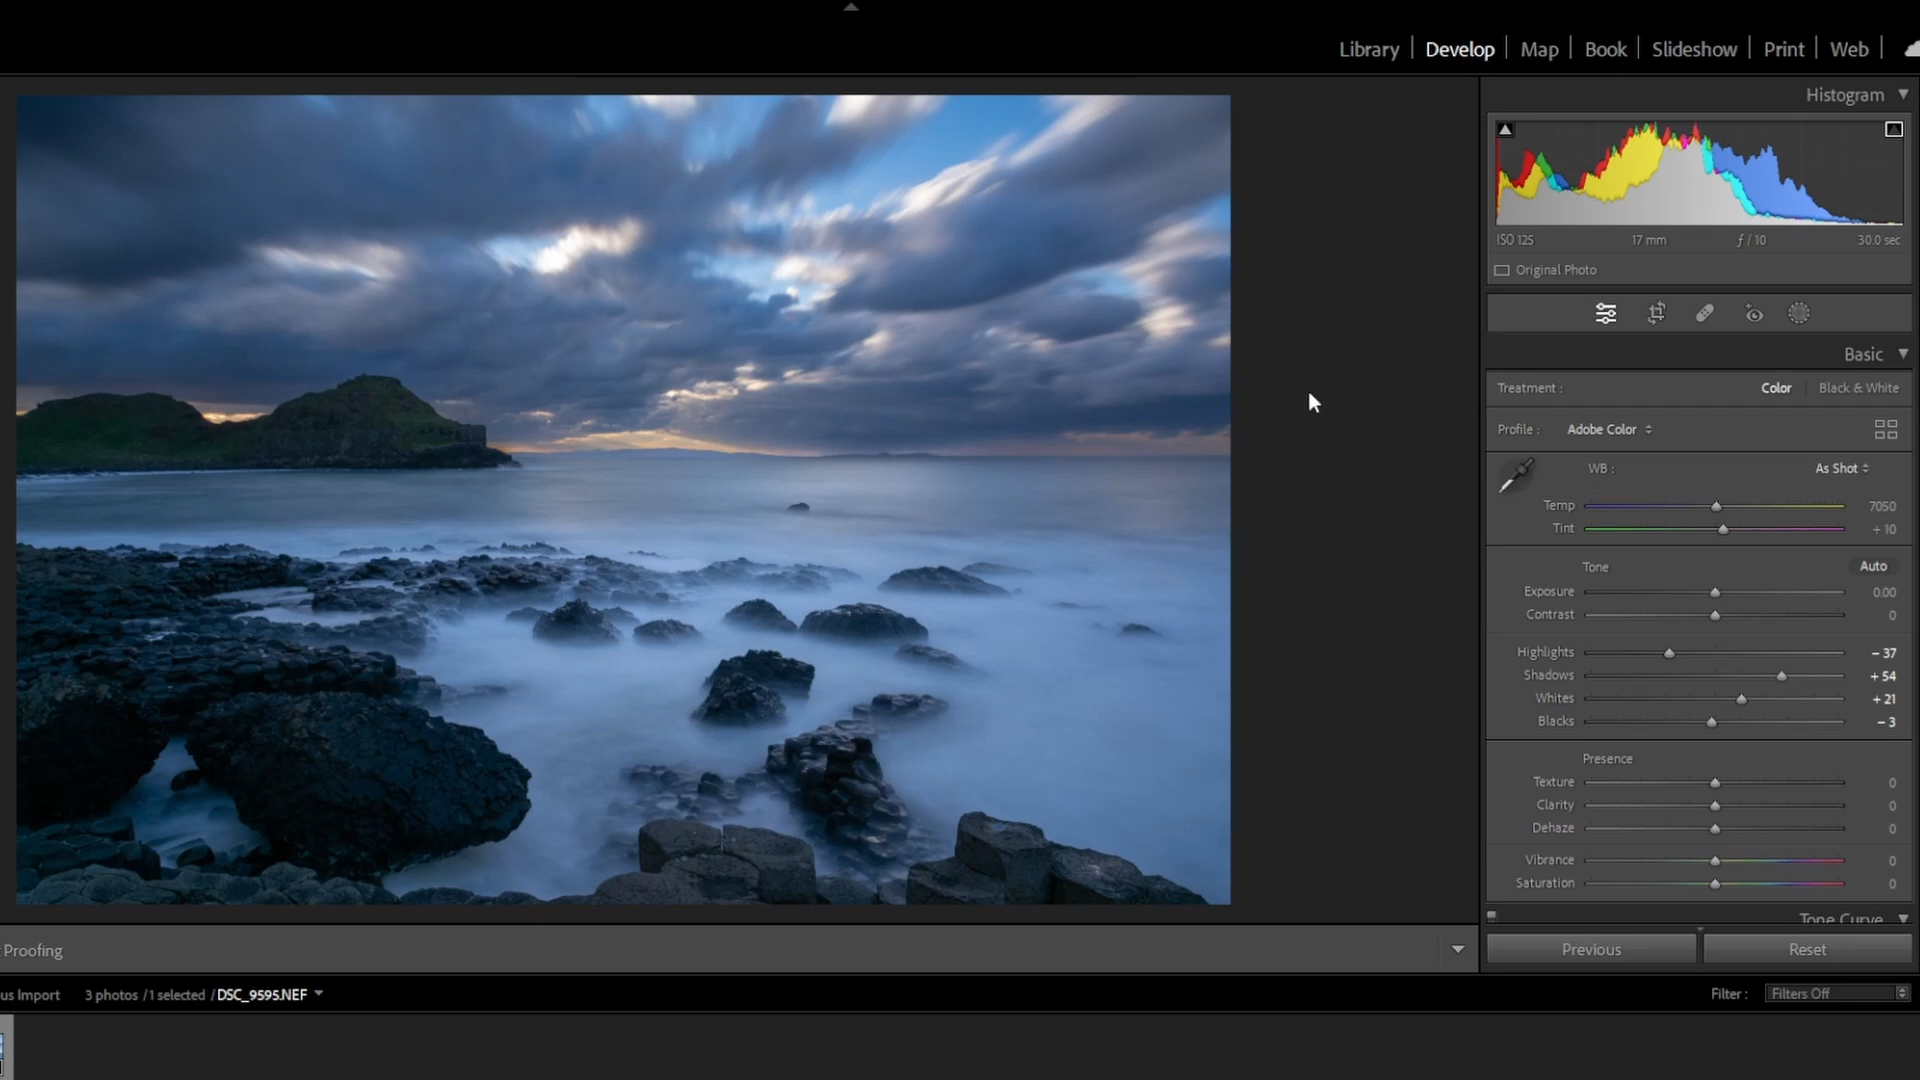 Library | Develop | Map | Book | Slideshow | Print | Web |
Histogram
ISO 125 17 mm ƒ / 10 30.0 sec
Original Photo
Basic
Treatment : Color Black & White
Profile : Adobe Color
WB : As Shot
Temp 7050
Tint + 10
Tone Auto
Exposure 0.00
Contrast 0
Highlights − 37
Shadows + 54
Whites + 21
Blacks − 3
Presence
Texture 0
Clarity 0
Dehaze 0
Vibrance 0
Saturation 0
Tone Curve
Proofing
Previous Reset
us Import 3 photos / 1 selected / DSC_9595.NEF
Filter : Filters Off